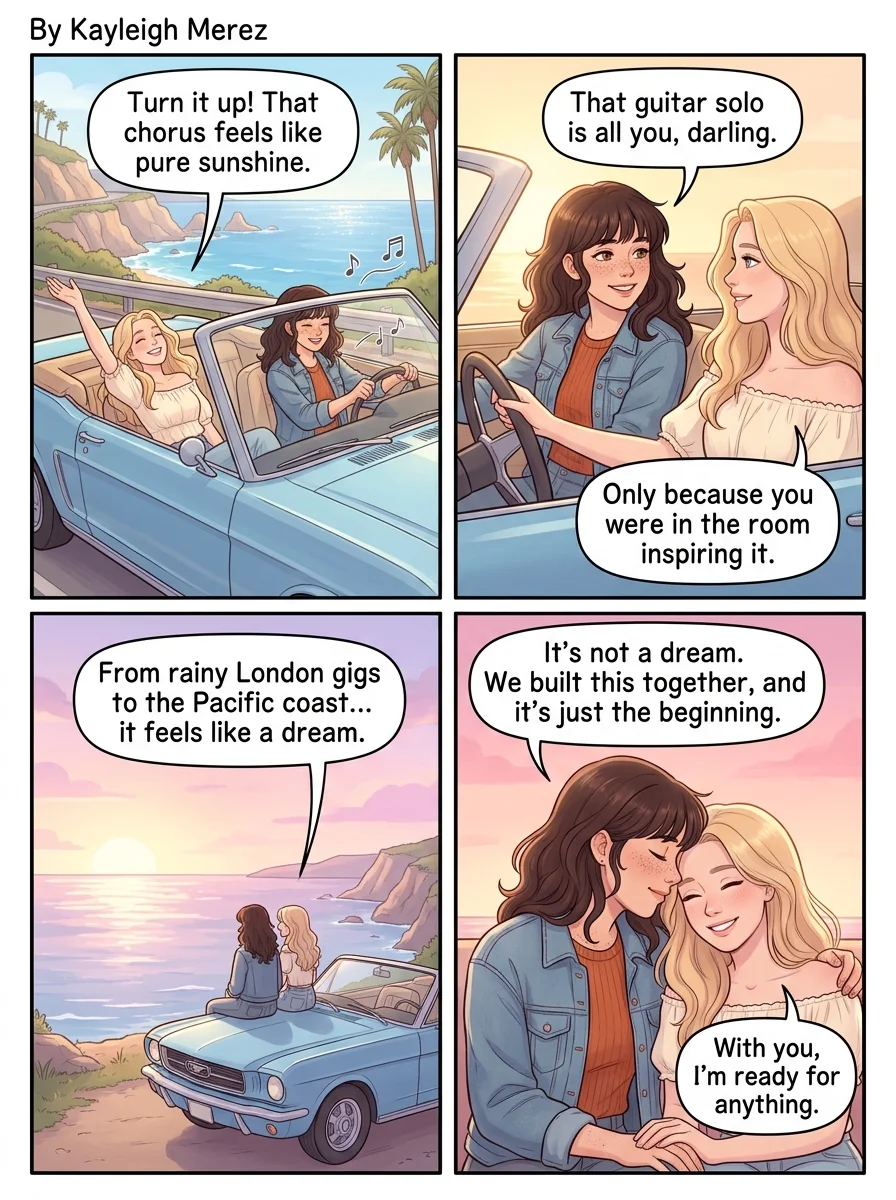 By Kayleigh Merez
Turn it up! That
chorus feels like
pure sunshine.
That guitar solo
is all you, darling.
Only because you
were in the room
inspiring it.
From rainy London gigs
to the Pacific coast...
it feels like a dream.
It's not a dream.
We built this together, and
it's just the beginning.
With you,
I'm ready for
anything.